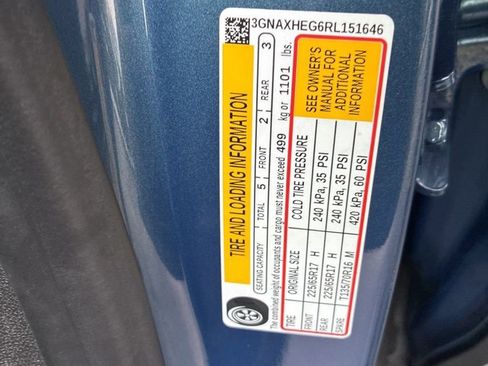 3GNAXHEG6RL151646
TIRE AND LOADING INFORMATION
SEATING CAPACITY TOTAL 5 FRONT 2 REAR 3
The combined weight of occupants and cargo must never exceed 499 kg or 1101 lbs.
TIRE ORIGINAL SIZE COLD TIRE PRESSURE
FRONT 225/65R17 H 240 kPa, 35 PSI
REAR 225/65R17 H 240 kPa, 35 PSI
SPARE T135/70R16 M 420 kPa, 60 PSI
SEE OWNER'S
MANUAL FOR
ADDITIONAL
INFORMATION